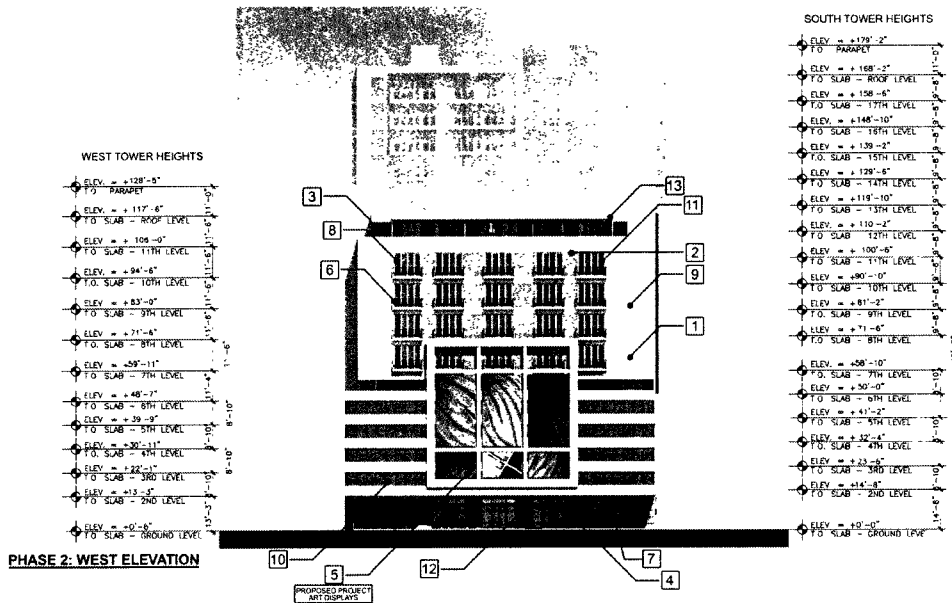 SOUTH TOWER HEIGHTS
ELEV = +179'-2"
T.O PARAPET
ELEV = + 168'-2"
T.O SLAB - ROOF LEVEL
ELEV = + 158'-6"
T.O SLAB - 17TH LEVEL
ELEV. = +148'-10"
T.O SLAB - 16TH LEVEL
ELEV = + 139'-2"
T.O. SLAB - 15TH LEVEL
ELEV = + 129'-6"
T.O SLAB - 14TH LEVEL
ELEV = +119'-10"
T.O SLAB - 13TH LEVEL
ELEV = + 110'-2"
T.O SLAB 12TH LEVEL
ELEV = + 100'-6"
T.O SLAB - 11TH LEVEL
ELEV = +90'-10"
T.O SLAB - 10TH LEVEL
ELEV = + 81'-2"
T.O SLAB - 9TH LEVEL
ELEV = + 71'-6"
T.O SLAB - 8TH LEVEL
ELEV = +58'-10"
T.O. SLAB - 7TH LEVEL
ELEV = + 50'-0"
T.O SLAB - 6TH LEVEL
ELEV = + 41'-2"
T.O SLAB - 5TH LEVEL
ELEV = + 32'-4"
T.O SLAB - 4TH LEVEL
ELEV = +23'-6"
T.O SLAB - 3RD LEVEL
ELEV = +14'-8"
T.O SLAB - 2ND LEVEL
ELEV = +0'-0"
T.O SLAB - GROUND LEVE
WEST TOWER HEIGHTS
T.O PARAPET
ELEV. = + 117'-6"
T.O SLAB - ROOF LEVEL
ELEV. = + 106'-0"
T.O SLAB - 11TH LEVEL
ELEV = + 94'-6"
T.O SLAB - 10TH LEVEL
ELEV = + 83'-0"
T.O SLAB - 9TH LEVEL
ELEV = +71'-6"
T.O SLAB - 8TH LEVEL
ELEV = +59'-11"
T.O SLAB - 7TH LEVEL
ELEV = + 48'-7"
T.O SLAB - 6TH LEVEL
ELEV = + 39'-9"
T.O SLAB - 5TH LEVEL
ELEV = +30'-11"
T.O. SLAB - 4TH LEVEL
ELEV = +22'-1"
T.O SLAB - 3RD LEVEL
ELEV = +13'-3"
T.O SLAB - 2ND LEVEL
ELEV = +0'-6"
T.O SLAB - GROUND LEVEL
3
13
8
11
6
2
9
1
10
5
12
4
7
PROPOSED PROJECT
ART DISPLAYS
PHASE 2: WEST ELEVATION